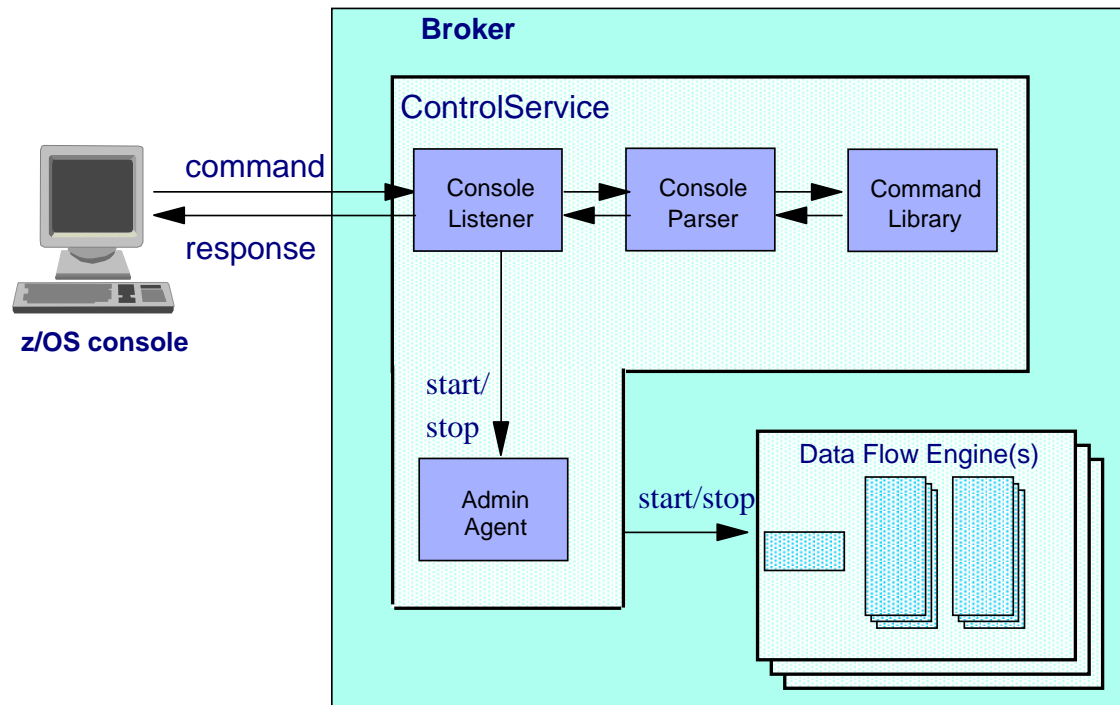 Broker
ControlService
command
response
z/OS console
Console
Listener
Console
Parser
Command
Library
start/
stop
Admin
Agent
start/stop
Data Flow Engine(s)